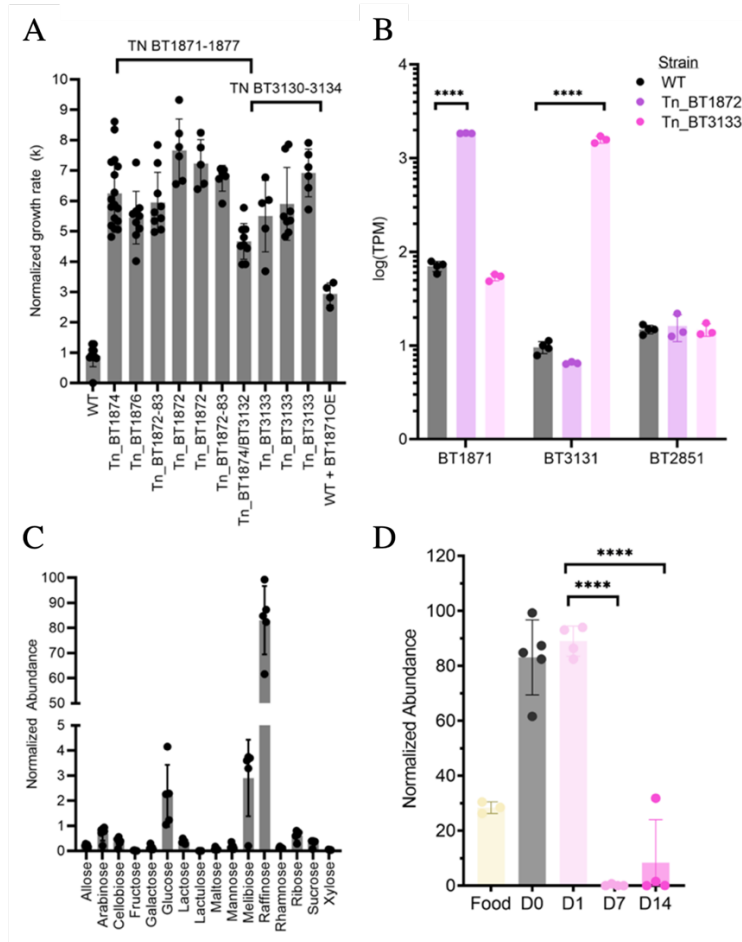 A
TN BT1871-1877
TN BT3130-3134
Normalized growth rate (k)
10
9
8
7
6
5
4
3
2
1
0
WT
Tn_BT1874
Tn_BT1876
Tn_BT1872-83
Tn_BT1872
Tn_BT1872
Tn_BT1872-83
Tn_BT1874/BT3132
Tn_BT3133
Tn_BT3133
Tn_BT3133
WT + BT1871OE
B
Strain
WT
Tn_BT1872
Tn_BT3133
**** ****
log(TPM)
4
3
2
1
0
BT1871 BT3131 BT2851
C
Normalized Abundance
100
90
80
70
60
50
5
4
3
2
1
0
Allose
Arabinose
Cellobiose
Fructose
Galactose
Glucose
Lactose
Lactulose
Maltose
Mannose
Melibiose
Raffinose
Rhamnose
Ribose
Sucrose
Xylose
D
****
****
Normalized Abundance
120
100
80
60
40
20
0
Food D0 D1 D7 D14